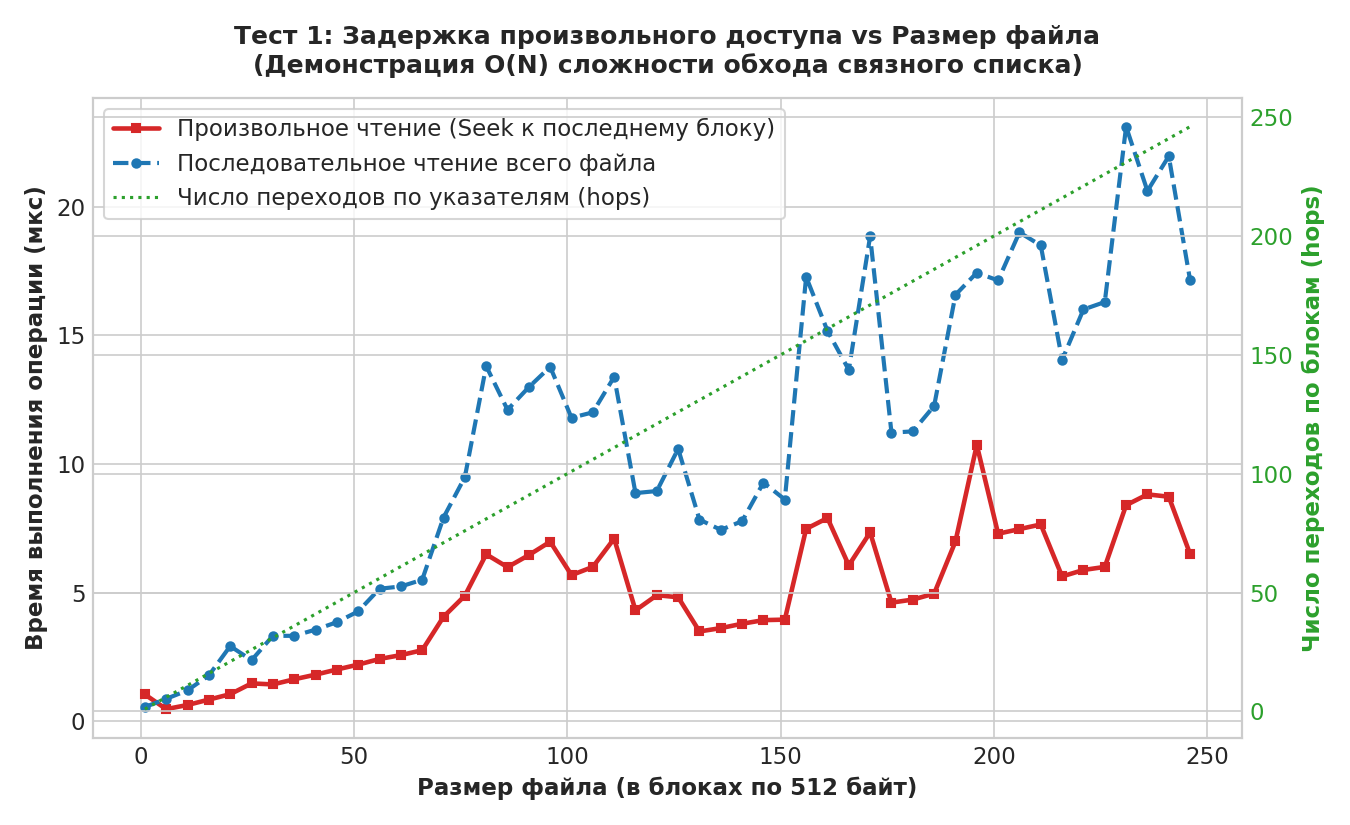 Тест 1: Задержка произвольного доступа vs Размер файла
(Демонстрация O(N) сложности обхода связного списка)
Произвольное чтение (Seek к последнему блоку)
Последовательное чтение всего файла
Число переходов по указателям (hops)
Время выполнения операции (мкс)
20
15
10
5
0
250
200
150
100
50
0
Число переходов по блокам (hops)
0 50 100 150 200 250
Размер файла (в блоках по 512 байт)